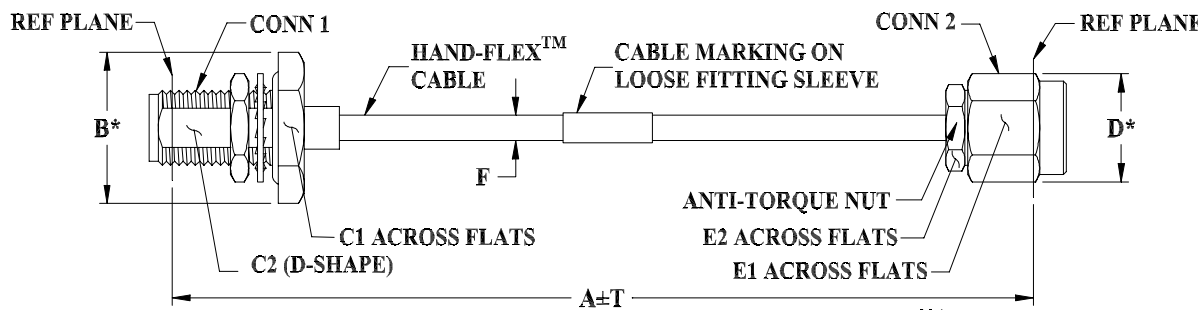 REF PLANE
CONN 1
HAND-FLEX™
CABLE
CABLE MARKING ON
LOOSE FITTING SLEEVE
CONN 2
REF PLANE
B*
D*
F
ANTI-TORQUE NUT
C1 ACROSS FLATS
E2 ACROSS FLATS
C2 (D-SHAPE)
E1 ACROSS FLATS
A±T